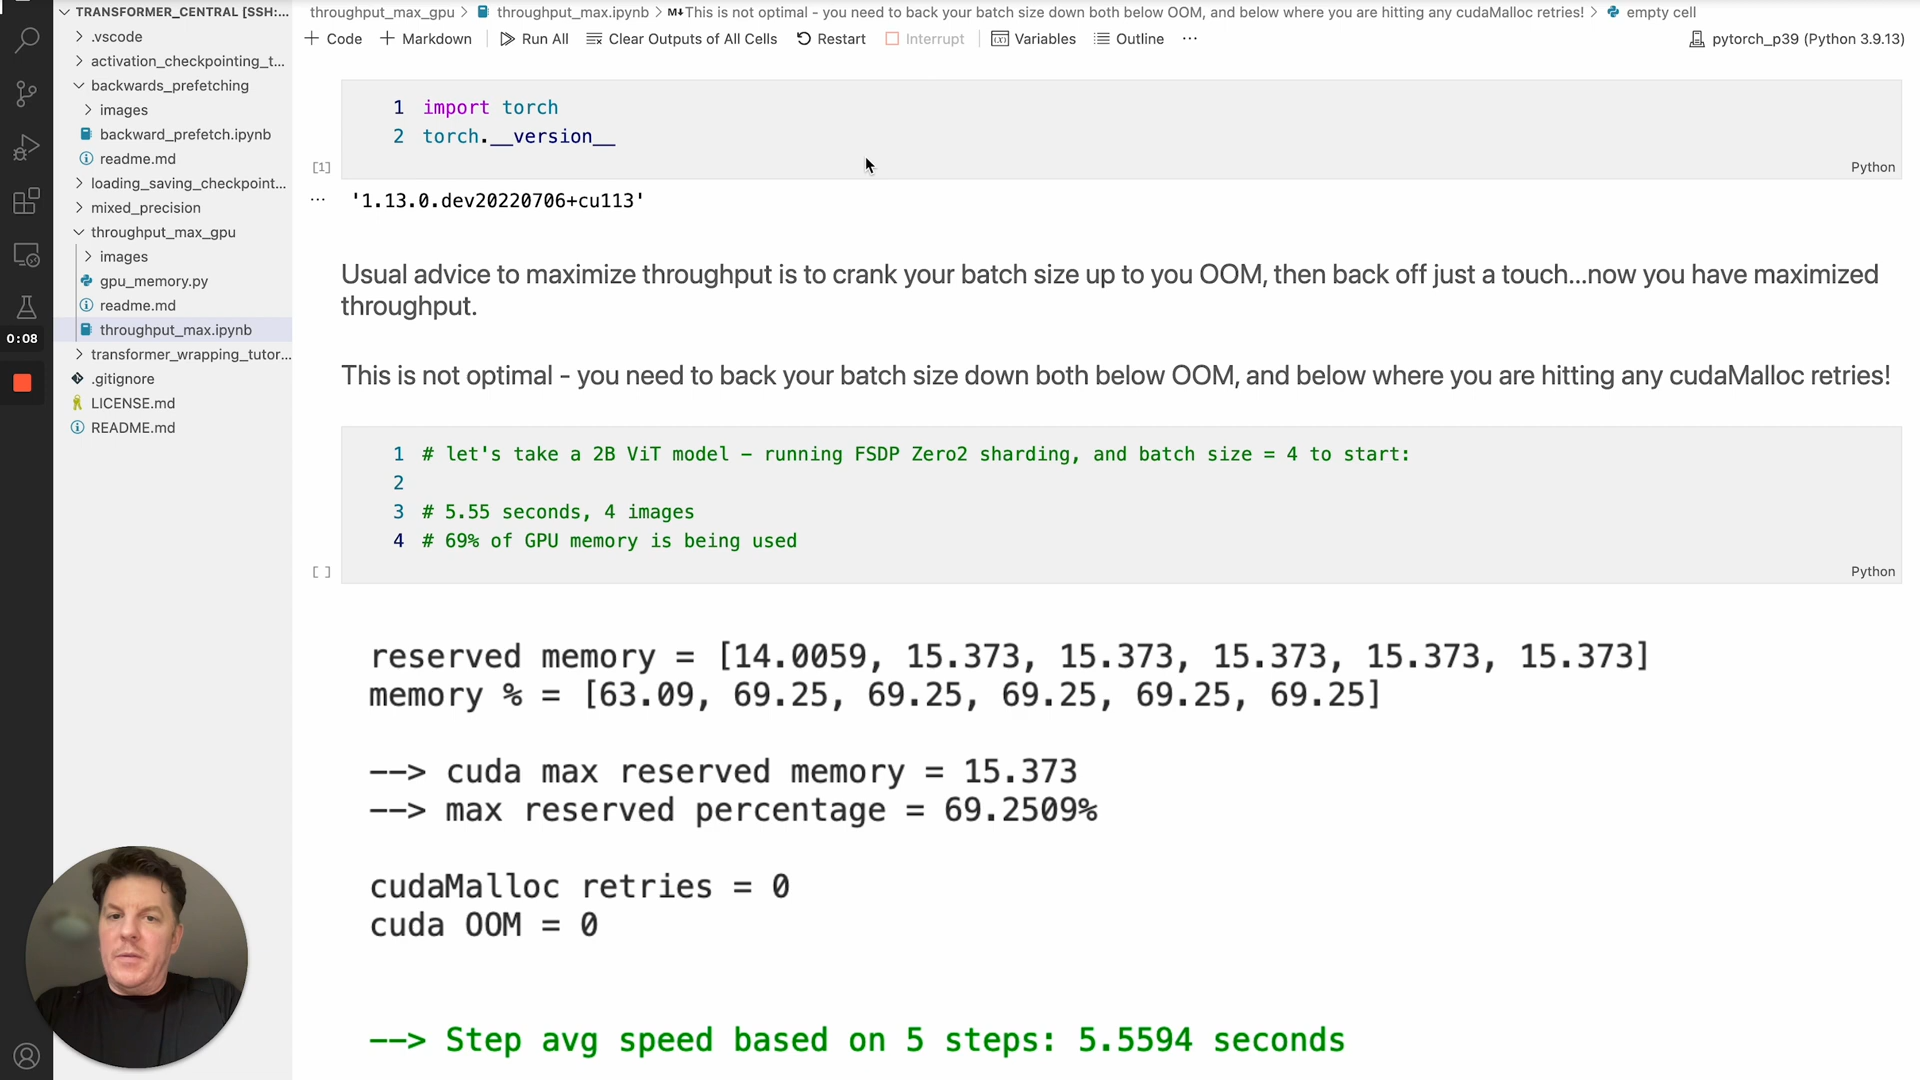 TRANSFORMER_CENTRAL [SSH:...
.vscode
activation_checkpointing_t...
backwards_prefetching
images
backward_prefetch.ipynb
readme.md
loading_saving_checkpoint...
mixed_precision
throughput_max_gpu
images
gpu_memory.py
readme.md
throughput_max.ipynb
transformer_wrapping_tutor...
.gitignore
LICENSE.md
README.md
0:08
throughput_max_gpu > throughput_max.ipynb > M↓This is not optimal - you need to back your batch size down both below OOM, and below where you are hitting any cudaMalloc retries! > empty cell
+ Code + Markdown Run All Clear Outputs of All Cells Restart Interrupt Variables Outline ... pytorch_p39 (Python 3.9.13)
1 import torch
2 torch.__version__
[1] Python
... '1.13.0.dev20220706+cu113'
Usual advice to maximize throughput is to crank your batch size up to you OOM, then back off just a touch...now you have maximized
throughput.
This is not optimal - you need to back your batch size down both below OOM, and below where you are hitting any cudaMalloc retries!
1 # let's take a 2B ViT model – running FSDP Zero2 sharding, and batch size = 4 to start:
2
3 # 5.55 seconds, 4 images
4 # 69% of GPU memory is being used
[ ] Python
reserved memory = [14.0059, 15.373, 15.373, 15.373, 15.373, 15.373]
memory % = [63.09, 69.25, 69.25, 69.25, 69.25, 69.25]
--> cuda max reserved memory = 15.373
--> max reserved percentage = 69.2509%
cudaMalloc retries = 0
cuda OOM = 0
--> Step avg speed based on 5 steps: 5.5594 seconds